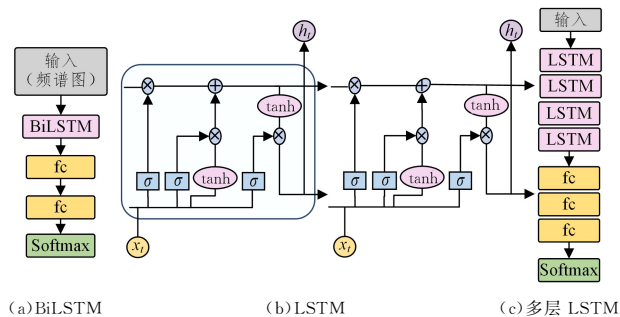 输入
(频谱图)
BiLSTM
fc
fc
Softmax
(a)BiLSTM
h_t
tanh
σ
σ
tanh
σ
x_t
(b)LSTM
h_t
tanh
σ
σ
tanh
σ
x_t
输入
LSTM
LSTM
LSTM
LSTM
fc
fc
fc
Softmax
(c)多层 LSTM